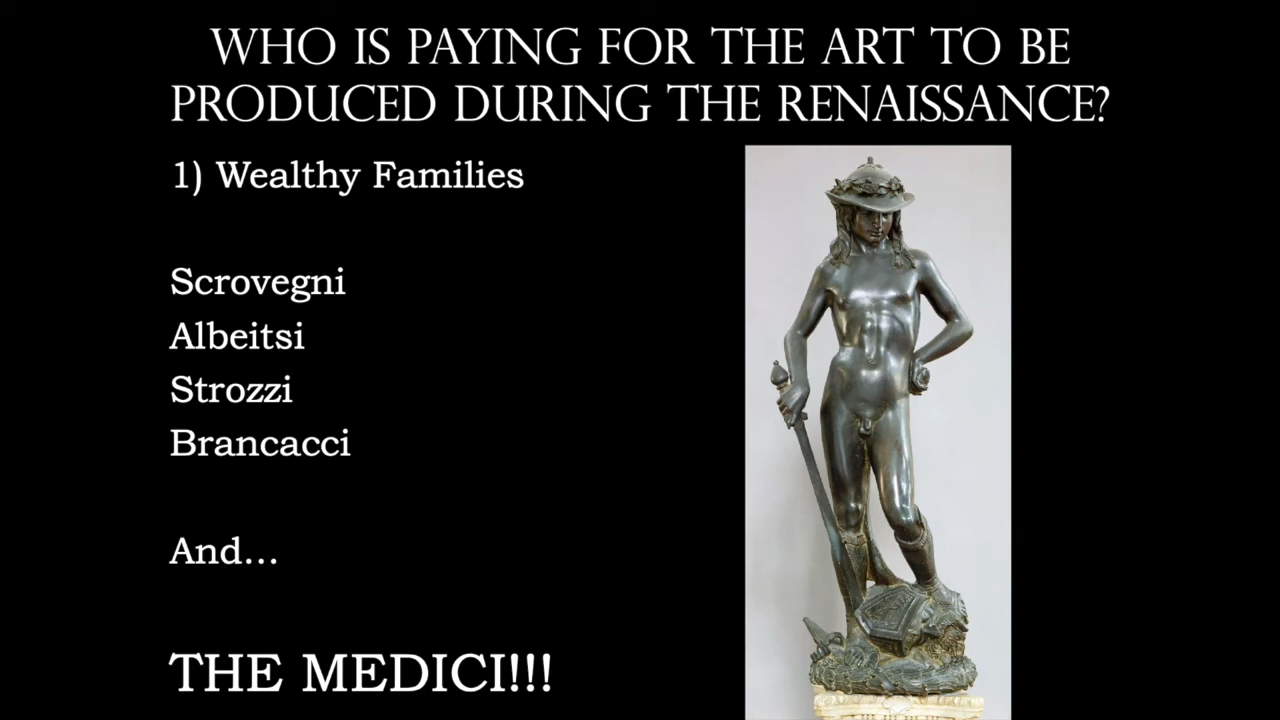 WHO IS PAYING FOR THE ART TO BE
PRODUCED DURING THE RENAISSANCE?
1) Wealthy Families
Scrovegni
Albeitsi
Strozzi
Brancacci
And...
THE MEDICI!!!